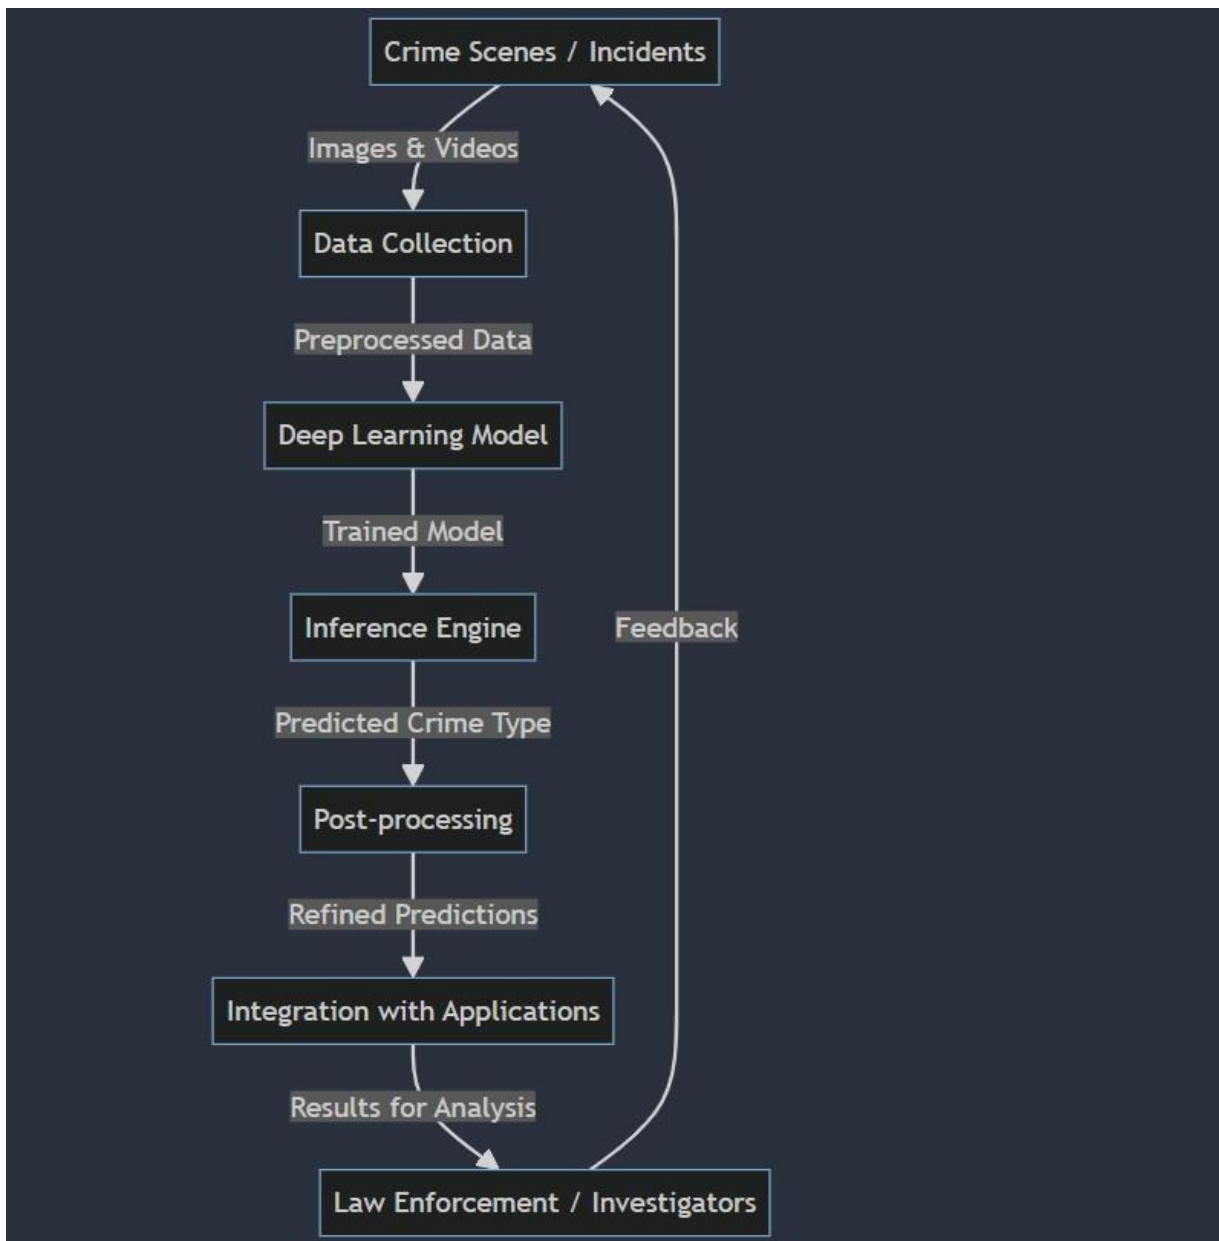 Crime Scenes / Incidents
Images & Videos
Data Collection
Preprocessed Data
Deep Learning Model
Trained Model
Inference Engine
Feedback
Predicted Crime Type
Post-processing
Refined Predictions
Integration with Applications
Results for Analysis
Law Enforcement / Investigators